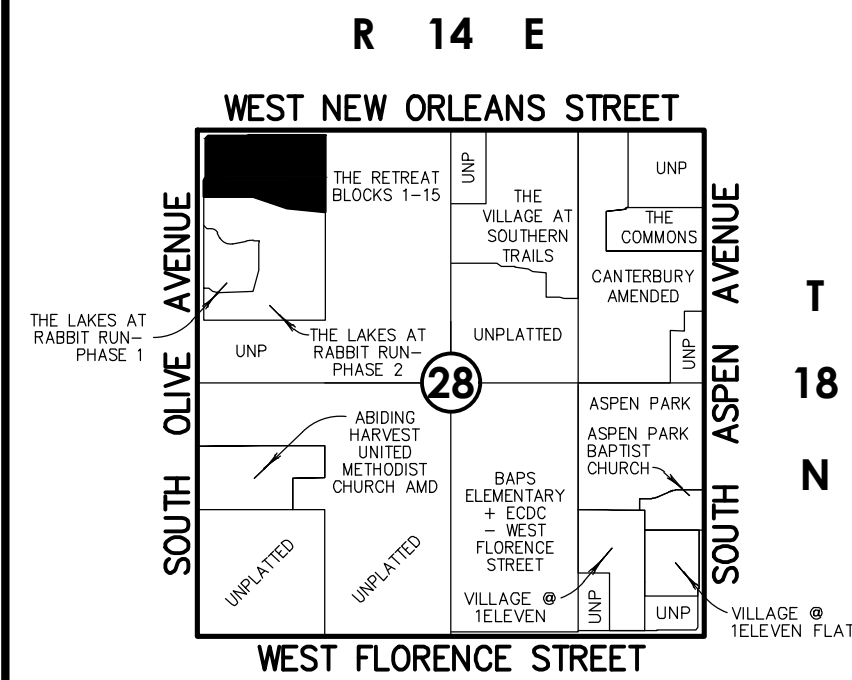 R 14 E
WEST NEW ORLEANS STREET
SOUTH OLIVE AVENUE
SOUTH ASPEN AVENUE
T
18
N
THE RETREAT
BLOCKS 1-15
UNP
THE
VILLAGE AT
SOUTHERN
TRAILS
UNP
THE
COMMONS
CANTERBURY
AMENDED
THE LAKES AT
RABBIT RUN-
PHASE 1
UNP
THE LAKES AT
RABBIT RUN-
PHASE 2
UNPLATTED
UNP
28
ABIDING
HARVEST
UNITED
METHODIST
CHURCH AMD
ASPEN PARK
ASPEN PARK
BAPTIST
CHURCH
BAPS
ELEMENTARY
+ ECDC
- WEST
FLORENCE
STREET
UNPLATTED
UNPLATTED
VILLAGE @
1ELEVEN
UNP
UNP
VILLAGE @
1ELEVEN FLAT
WEST FLORENCE STREET